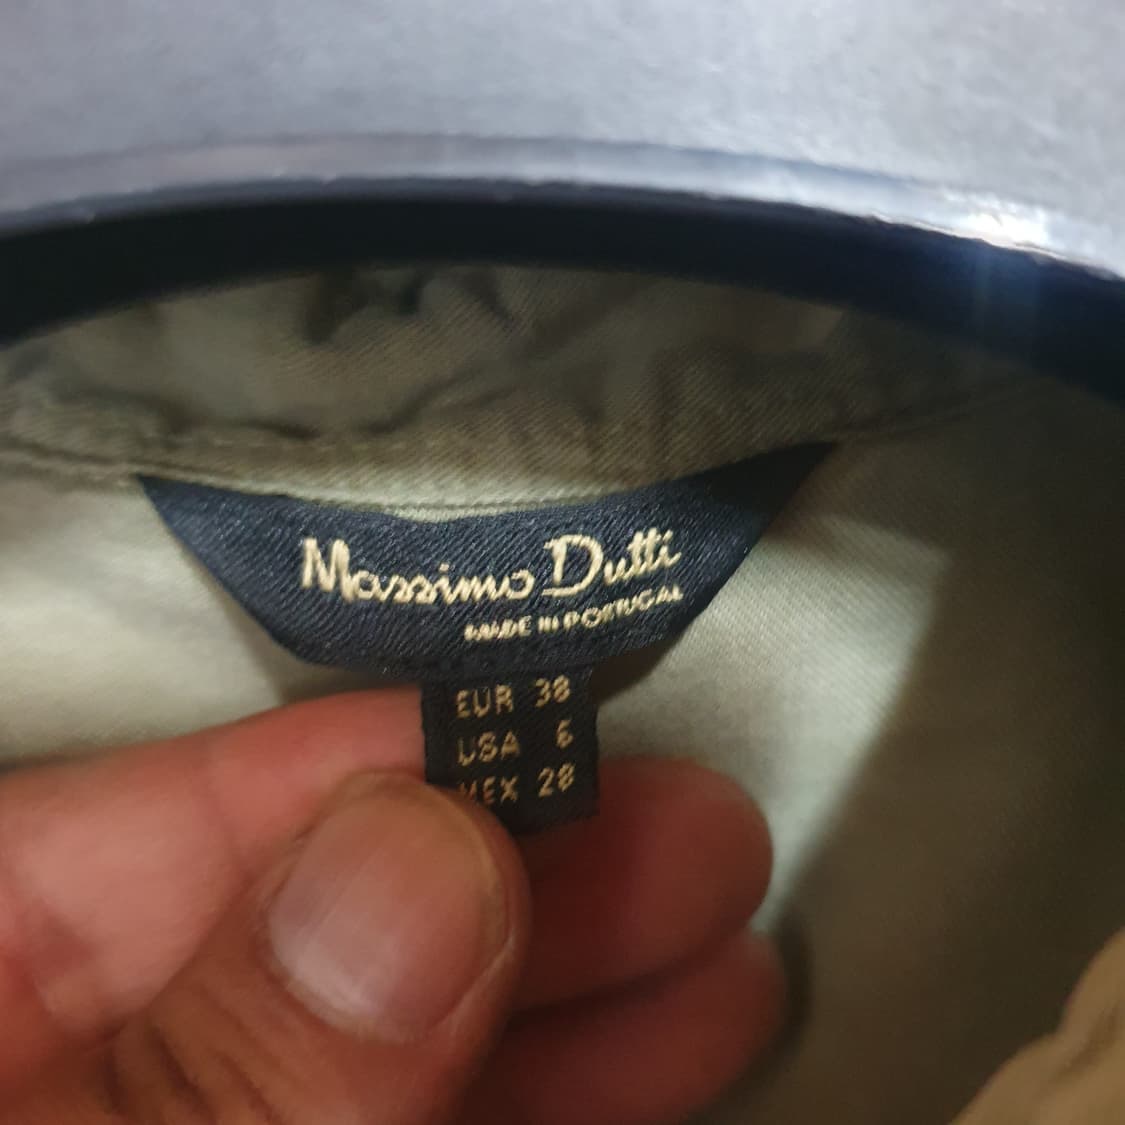 Massimo Dutti
MADE IN PORTUGAL
EUR 38
USA 6
MEX 28